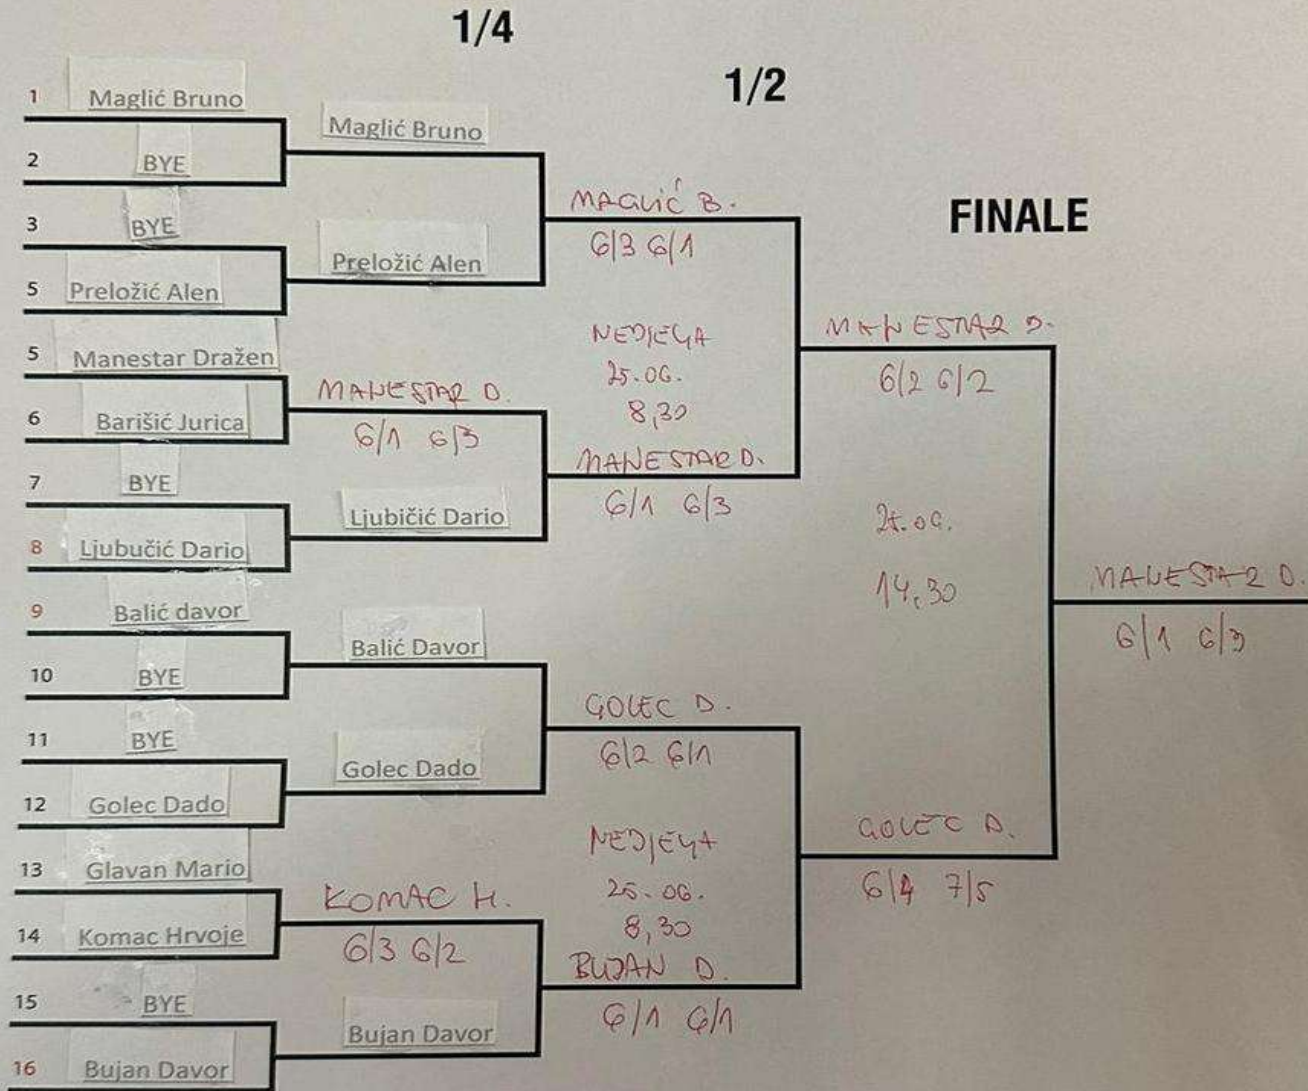 1/4
1/2
FINALE
1 Maglić Bruno
2 BYE
3 BYE
5 Preložić Alen
5 Manestar Dražen
6 Barišić Jurica
7 BYE
8 Ljubučić Dario
9 Balić davor
10 BYE
11 BYE
12 Golec Dado
13 Glavan Mario
14 Komac Hrvoje
15 BYE
16 Bujan Davor
Maglić Bruno
Preložić Alen
MANESTAR D.
6/1 6/3
Ljubičić Dario
Balić Davor
Golec Dado
KOMAC H.
6/3 6/2
Bujan Davor
MAGLIĆ B.
6/3 6/1
NEDJELJA
25.06.
8,30
MANESTAR D.
6/1 6/3
GOLEC D.
6/2 6/1
NEDJELJA
25.06.
8,30
BUJAN D.
6/1 6/1
MANESTAR D.
6/2 6/2
25.06.
14,30
GOLEC D.
6/4 7/5
MANESTAR D.
6/1 6/3